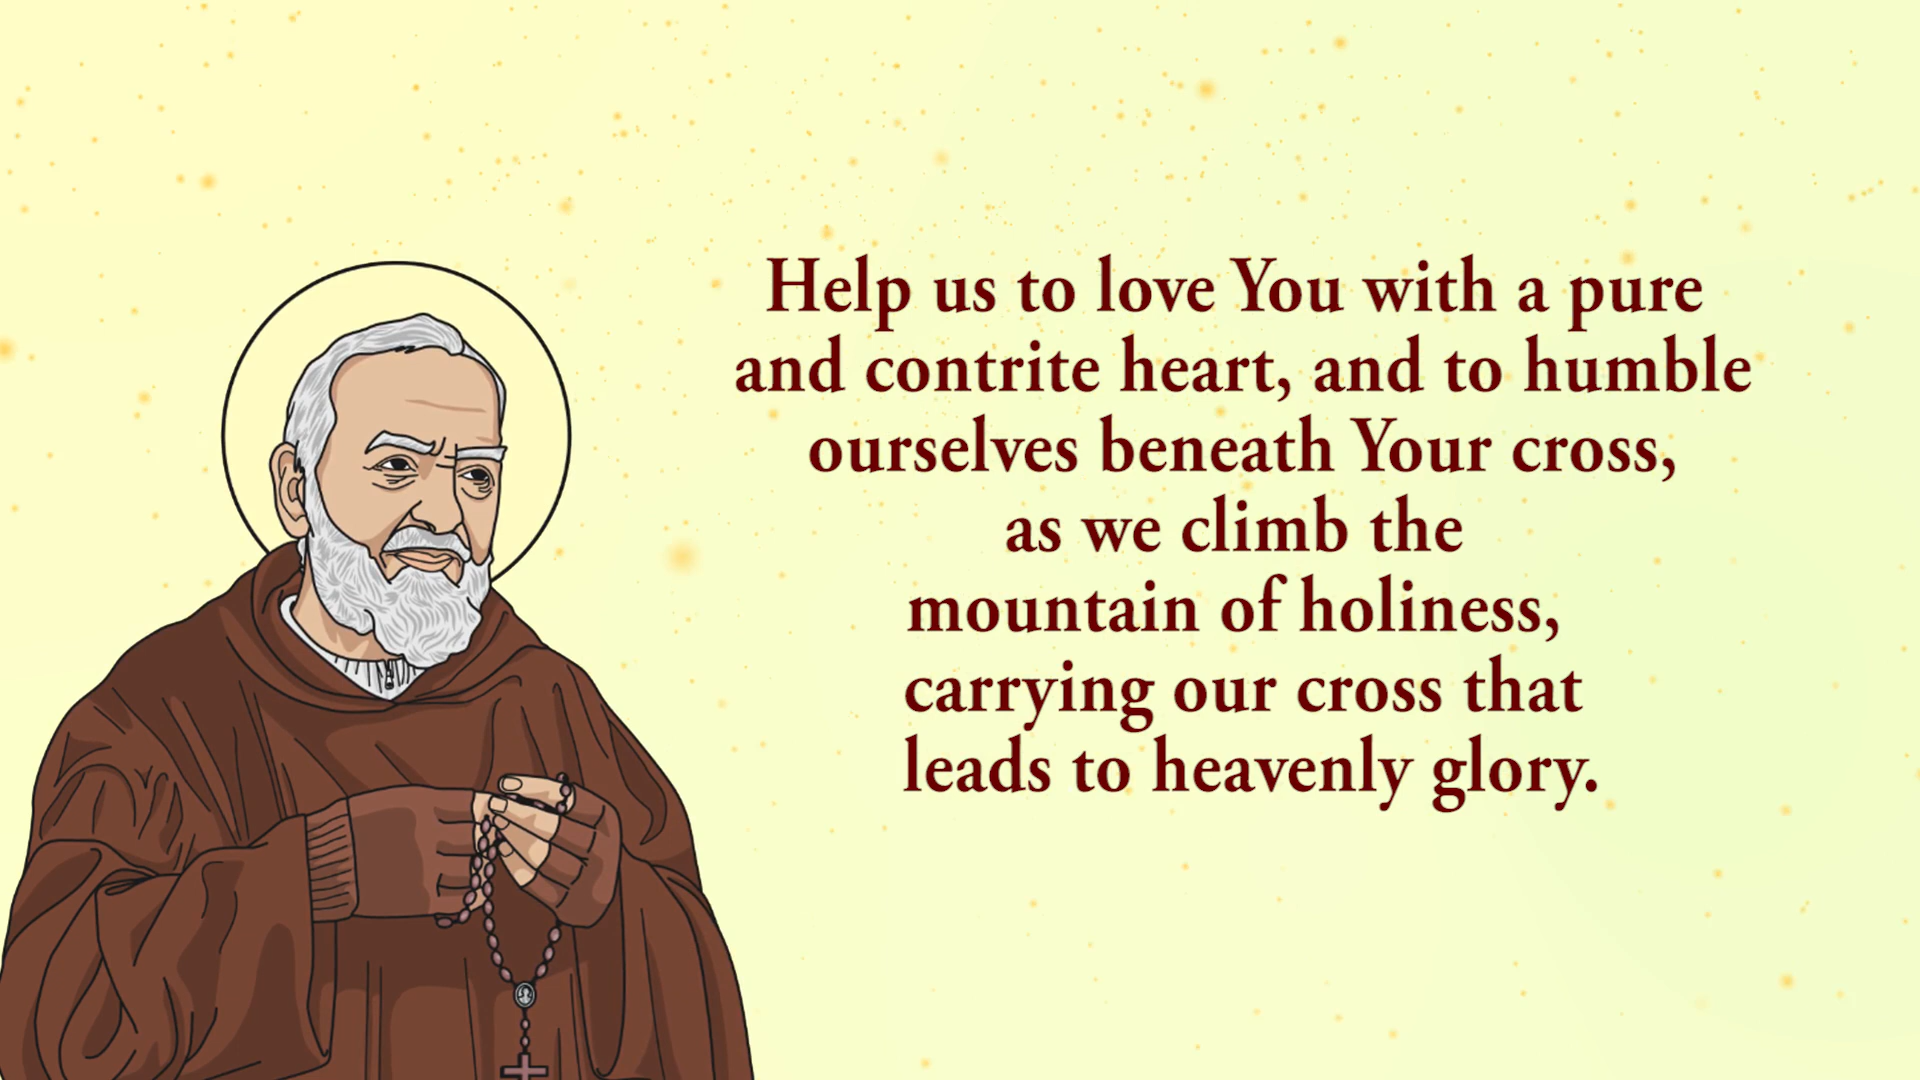 Help us to love You with a pure
and contrite heart, and to humble
ourselves beneath Your cross,
as we climb the
mountain of holiness,
carrying our cross that
leads to heavenly glory.